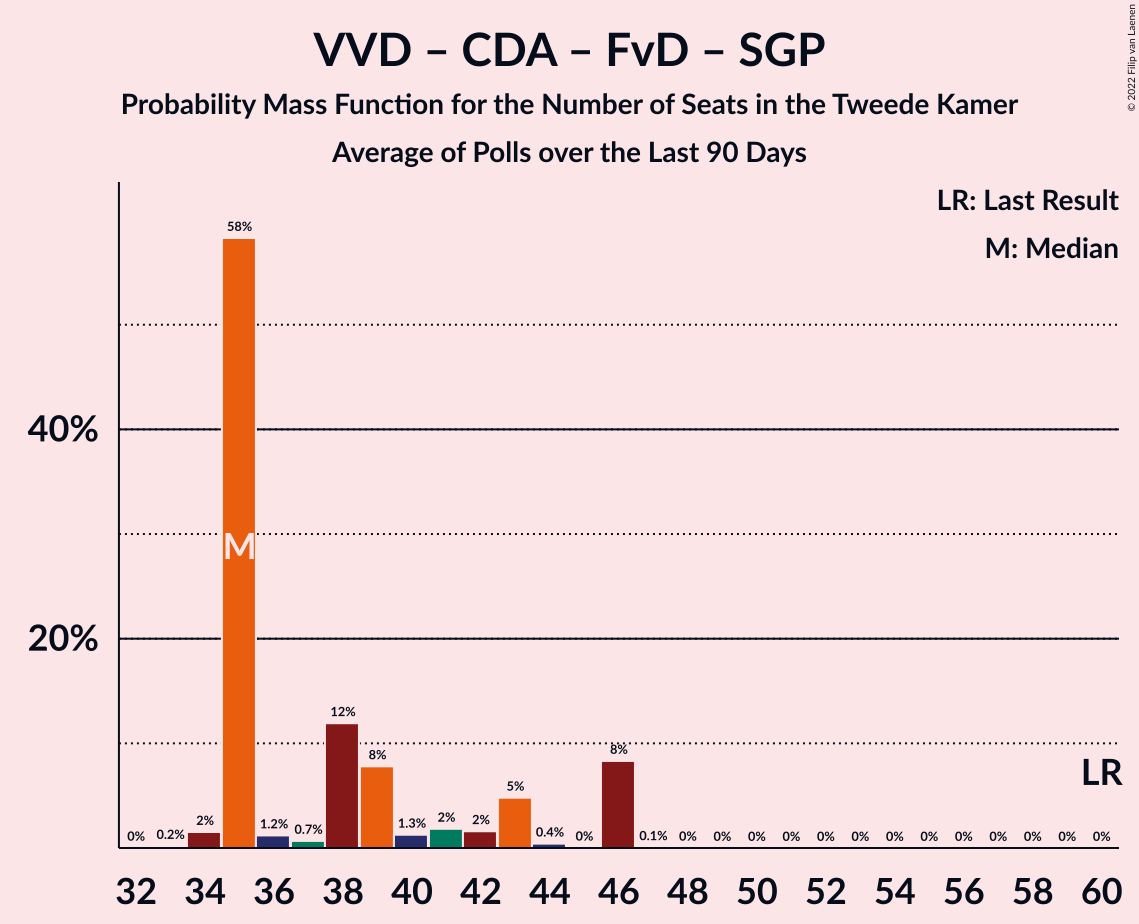 © 2022 Filip van Laenen
VVD – CDA – FvD – SGP
Probability Mass Function for the Number of Seats in the Tweede Kamer
Average of Polls over the Last 90 Days
LR: Last Result
M: Median
58%
40%
M
20%
12%
8%
8%
LR
5%
0% 0.2% 2% 1.2% 0.7% 1.3% 2% 2% 0.4% 0% 0.1% 0% 0% 0% 0% 0% 0% 0% 0% 0% 0% 0% 0% 0%
32 34 36 38 40 42 44 46 48 50 52 54 56 58 60